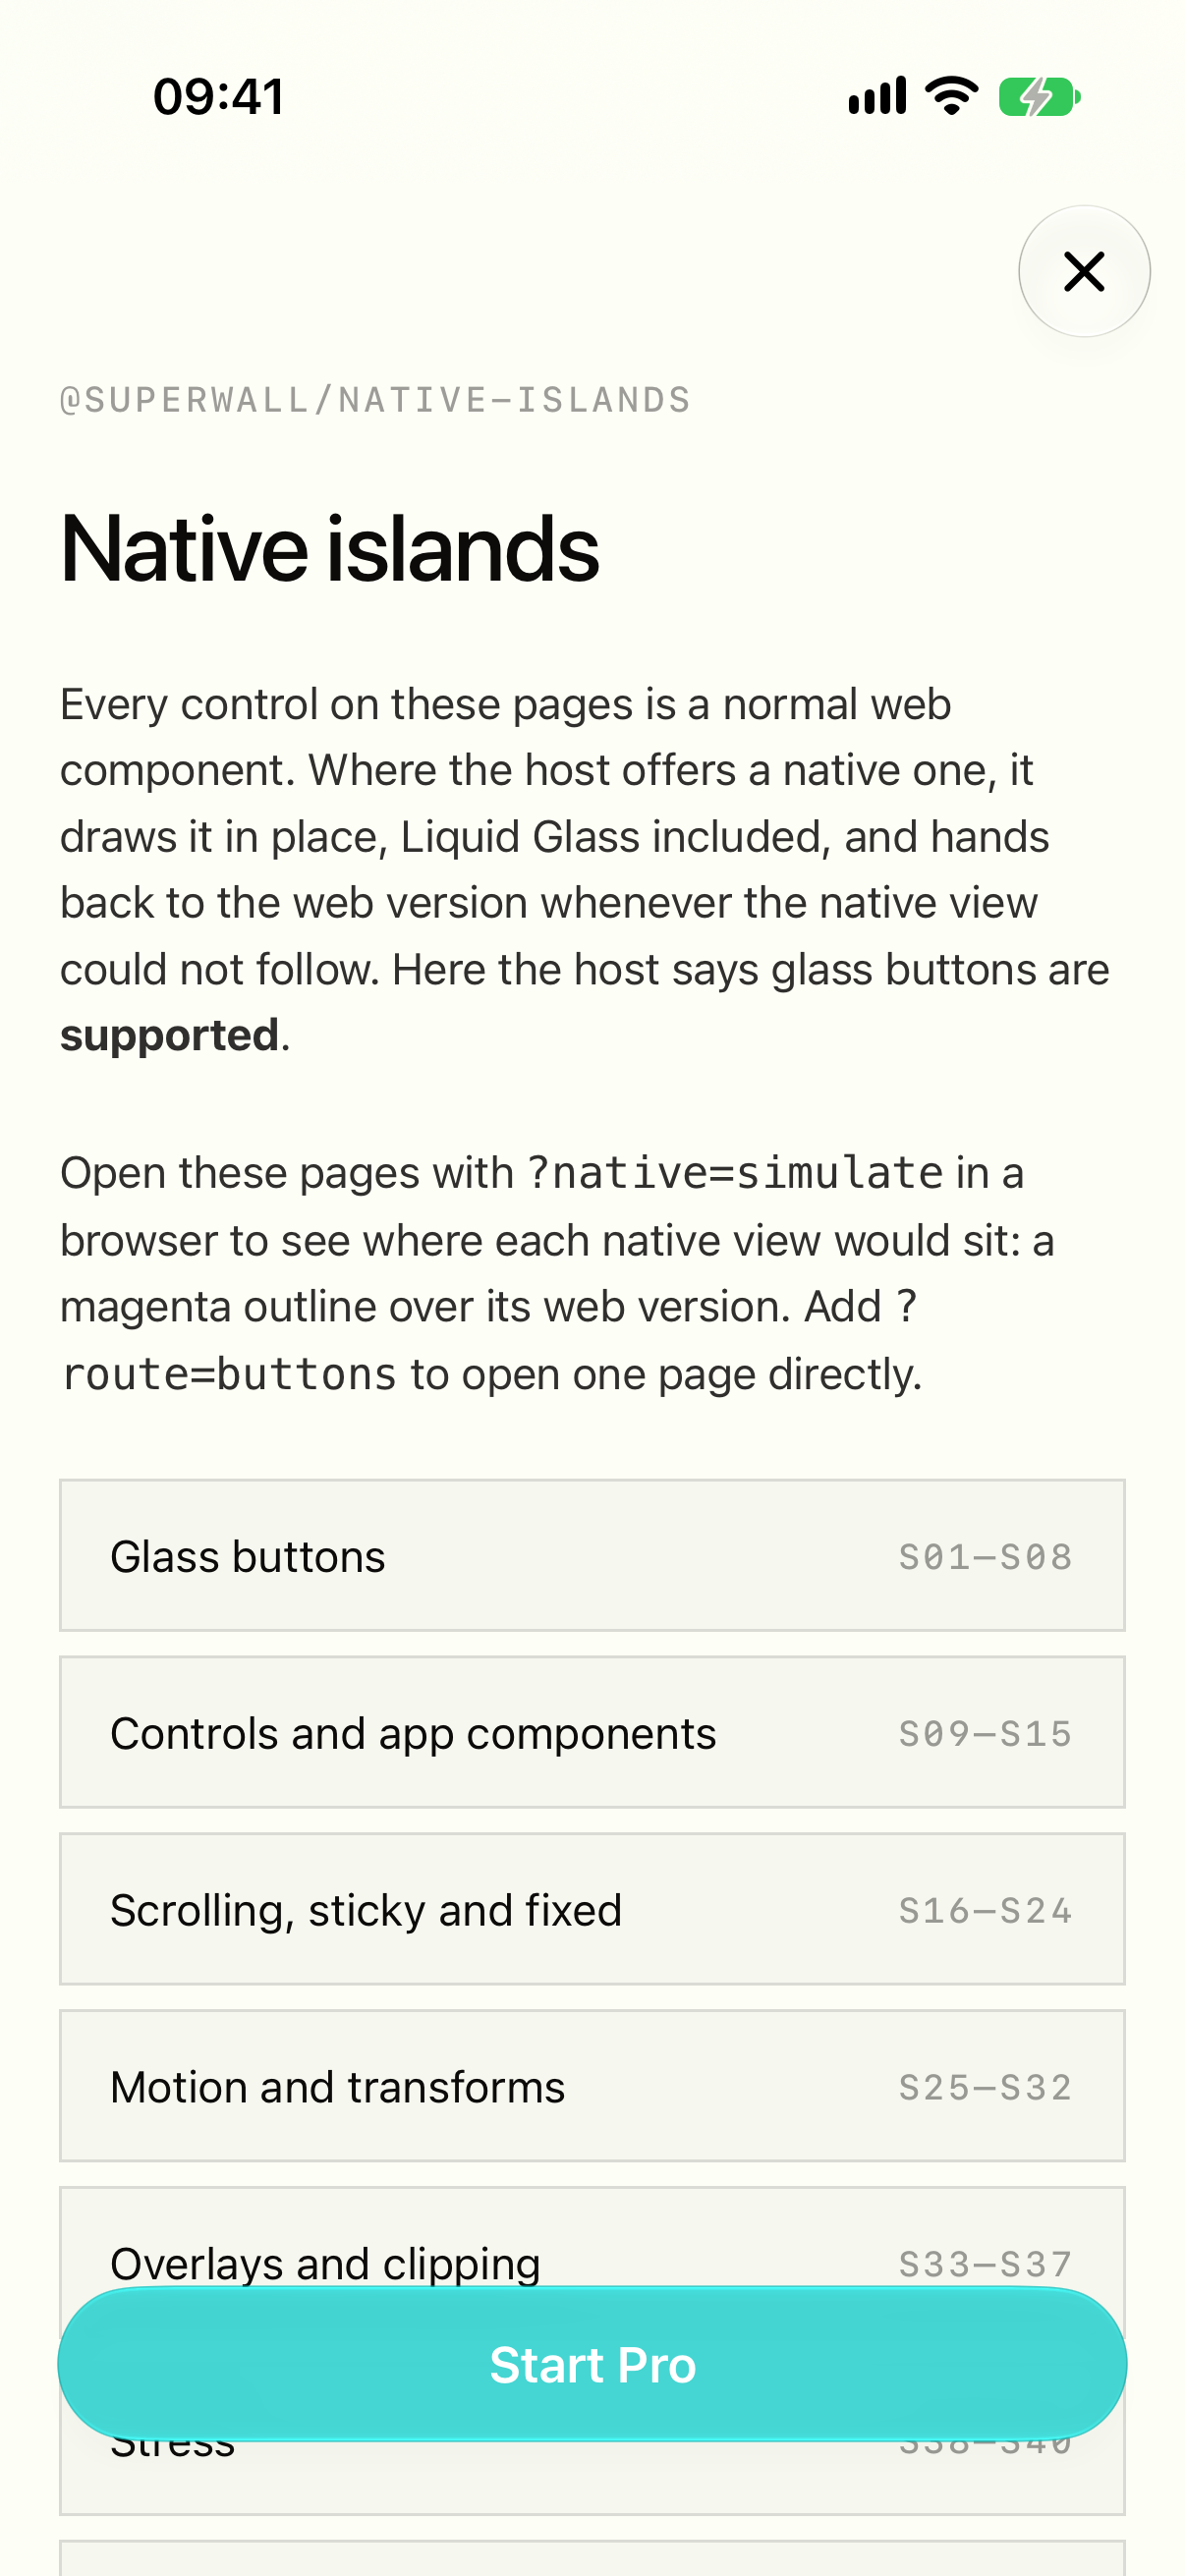 09:41
@SUPERWALL/NATIVE–ISLANDS
Native islands
Every control on these pages is a normal web
component. Where the host offers a native one, it
draws it in place, Liquid Glass included, and hands
back to the web version whenever the native view
could not follow. Here the host says glass buttons are
supported.
Open these pages with ?native=simulate in a
browser to see where each native view would sit: a
magenta outline over its web version. Add ?
route=buttons to open one page directly.
Glass buttons S01–S08
Controls and app components S09–S15
Scrolling, sticky and fixed S16–S24
Motion and transforms S25–S32
Overlays and clipping S33–S37
Start Pro
Stress S38–S40